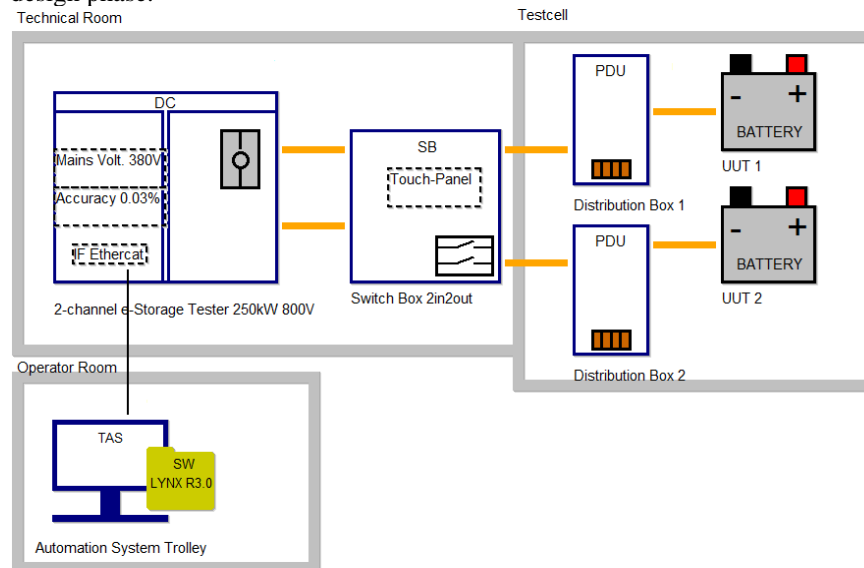 design phase.
Technical Room
Testcell
DC
Mains Volt. 380V
Accuracy 0.03%
IF Ethercat
2-channel e-Storage Tester 250kW 800V
SB
Touch-Panel
Switch Box 2in2out
PDU
Distribution Box 1
- +
BATTERY
UUT 1
PDU
Distribution Box 2
- +
BATTERY
UUT 2
Operator Room
TAS
SW
LYNX R3.0
Automation System Trolley